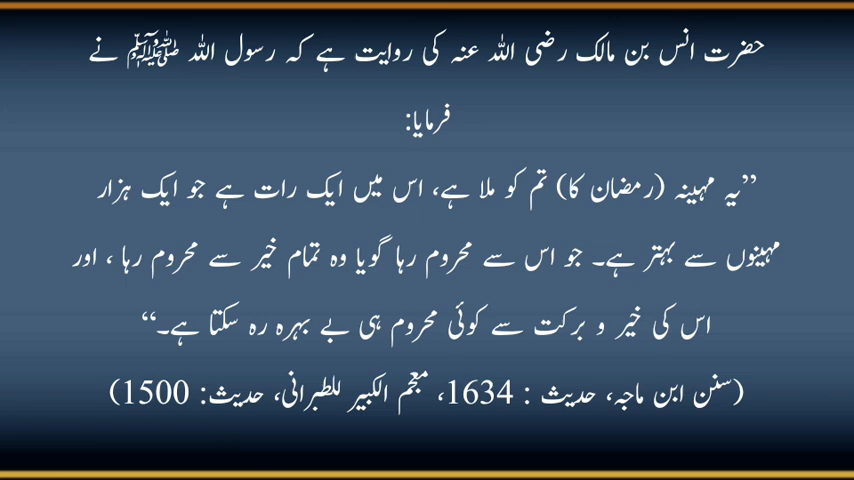 حضرت انس بن مالک رضی اللہ عنہ کی روایت ہے کہ رسول اللہ ﷺ نے
فرمایا:
”یہ مہینہ (رمضان کا) تم کو ملا ہے، اس میں ایک رات ہے جو ایک ہزار
مہینوں سے بہتر ہے۔ جو اس سے محروم رہا گویا وہ تمام خیر سے محروم رہا ، اور
اس کی خیر و برکت سے کوئی محروم ہی بے بہرہ رہ سکتا ہے۔“
(سنن ابن ماجہ، حدیث : 1634، معجم الکبیر للطبرانی، حدیث: 1500)